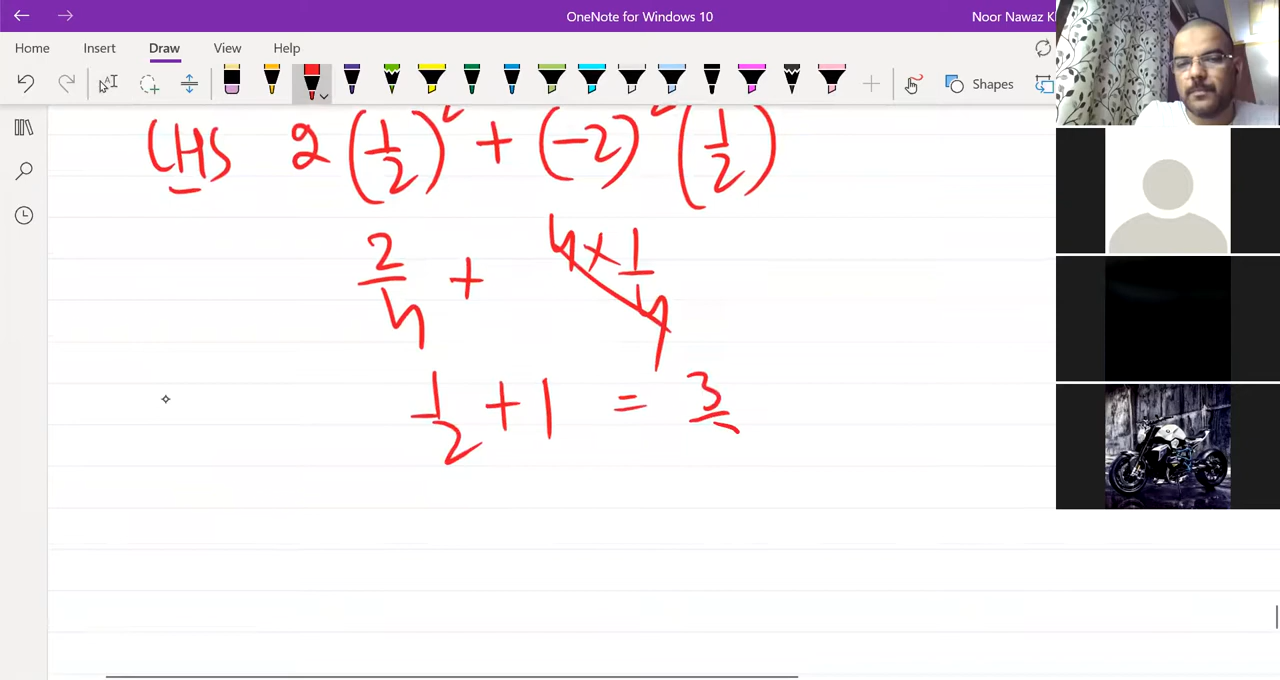 OneNote for Windows 10
Noor Nawaz K
Home Insert Draw View Help
Shapes
LHS 2(1/2)² + (-2)²(1/2)
2/4 + 4 × 1/4
1/2 + 1 = 3